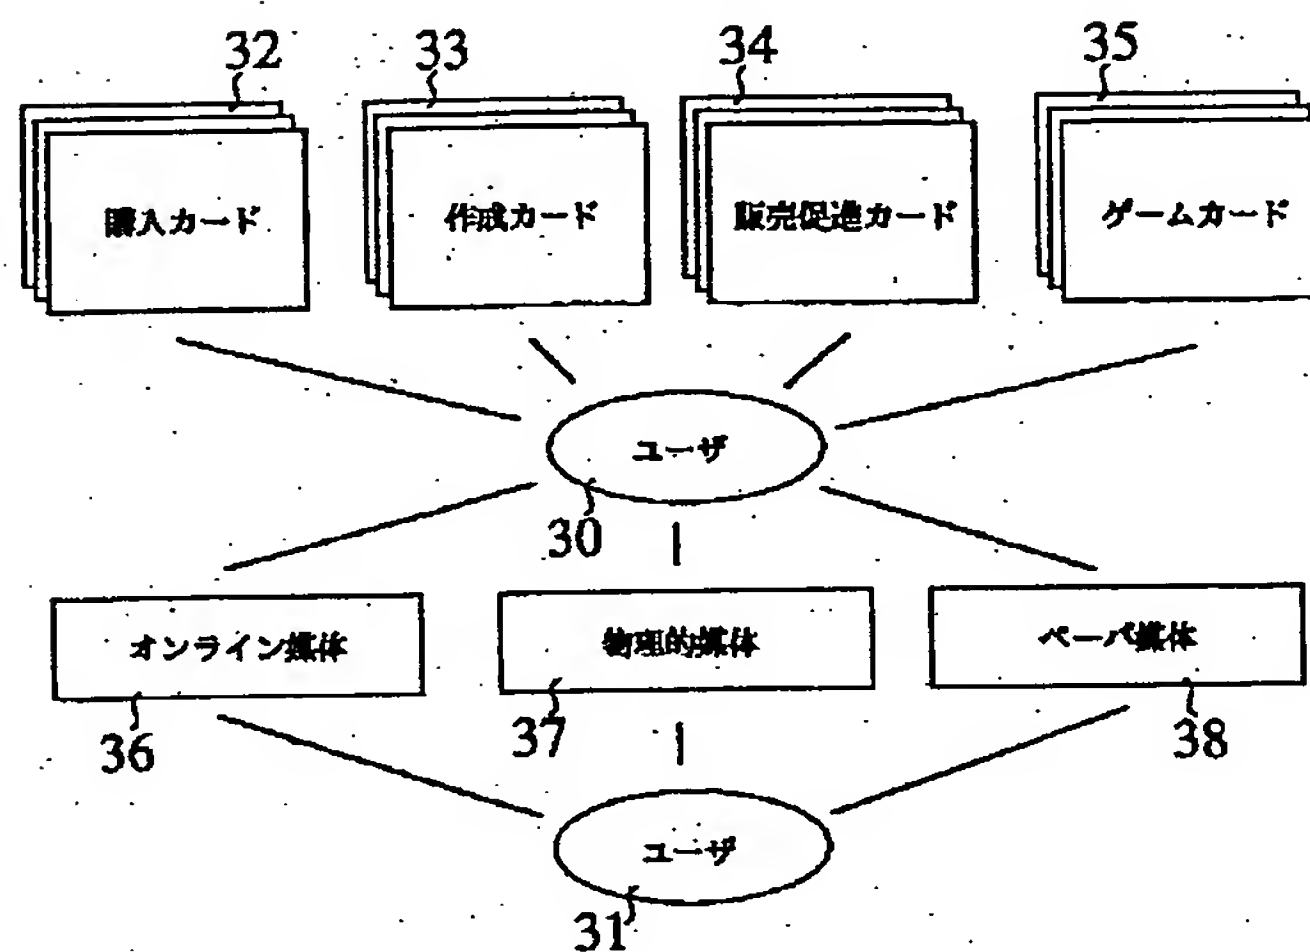 32
33
34
35
購入カード
作成カード
販売促進カード
ゲームカード
ユーザ
30
オンライン媒体
物理的媒体
ペーパ媒体
36
37
38
ユーザ
31